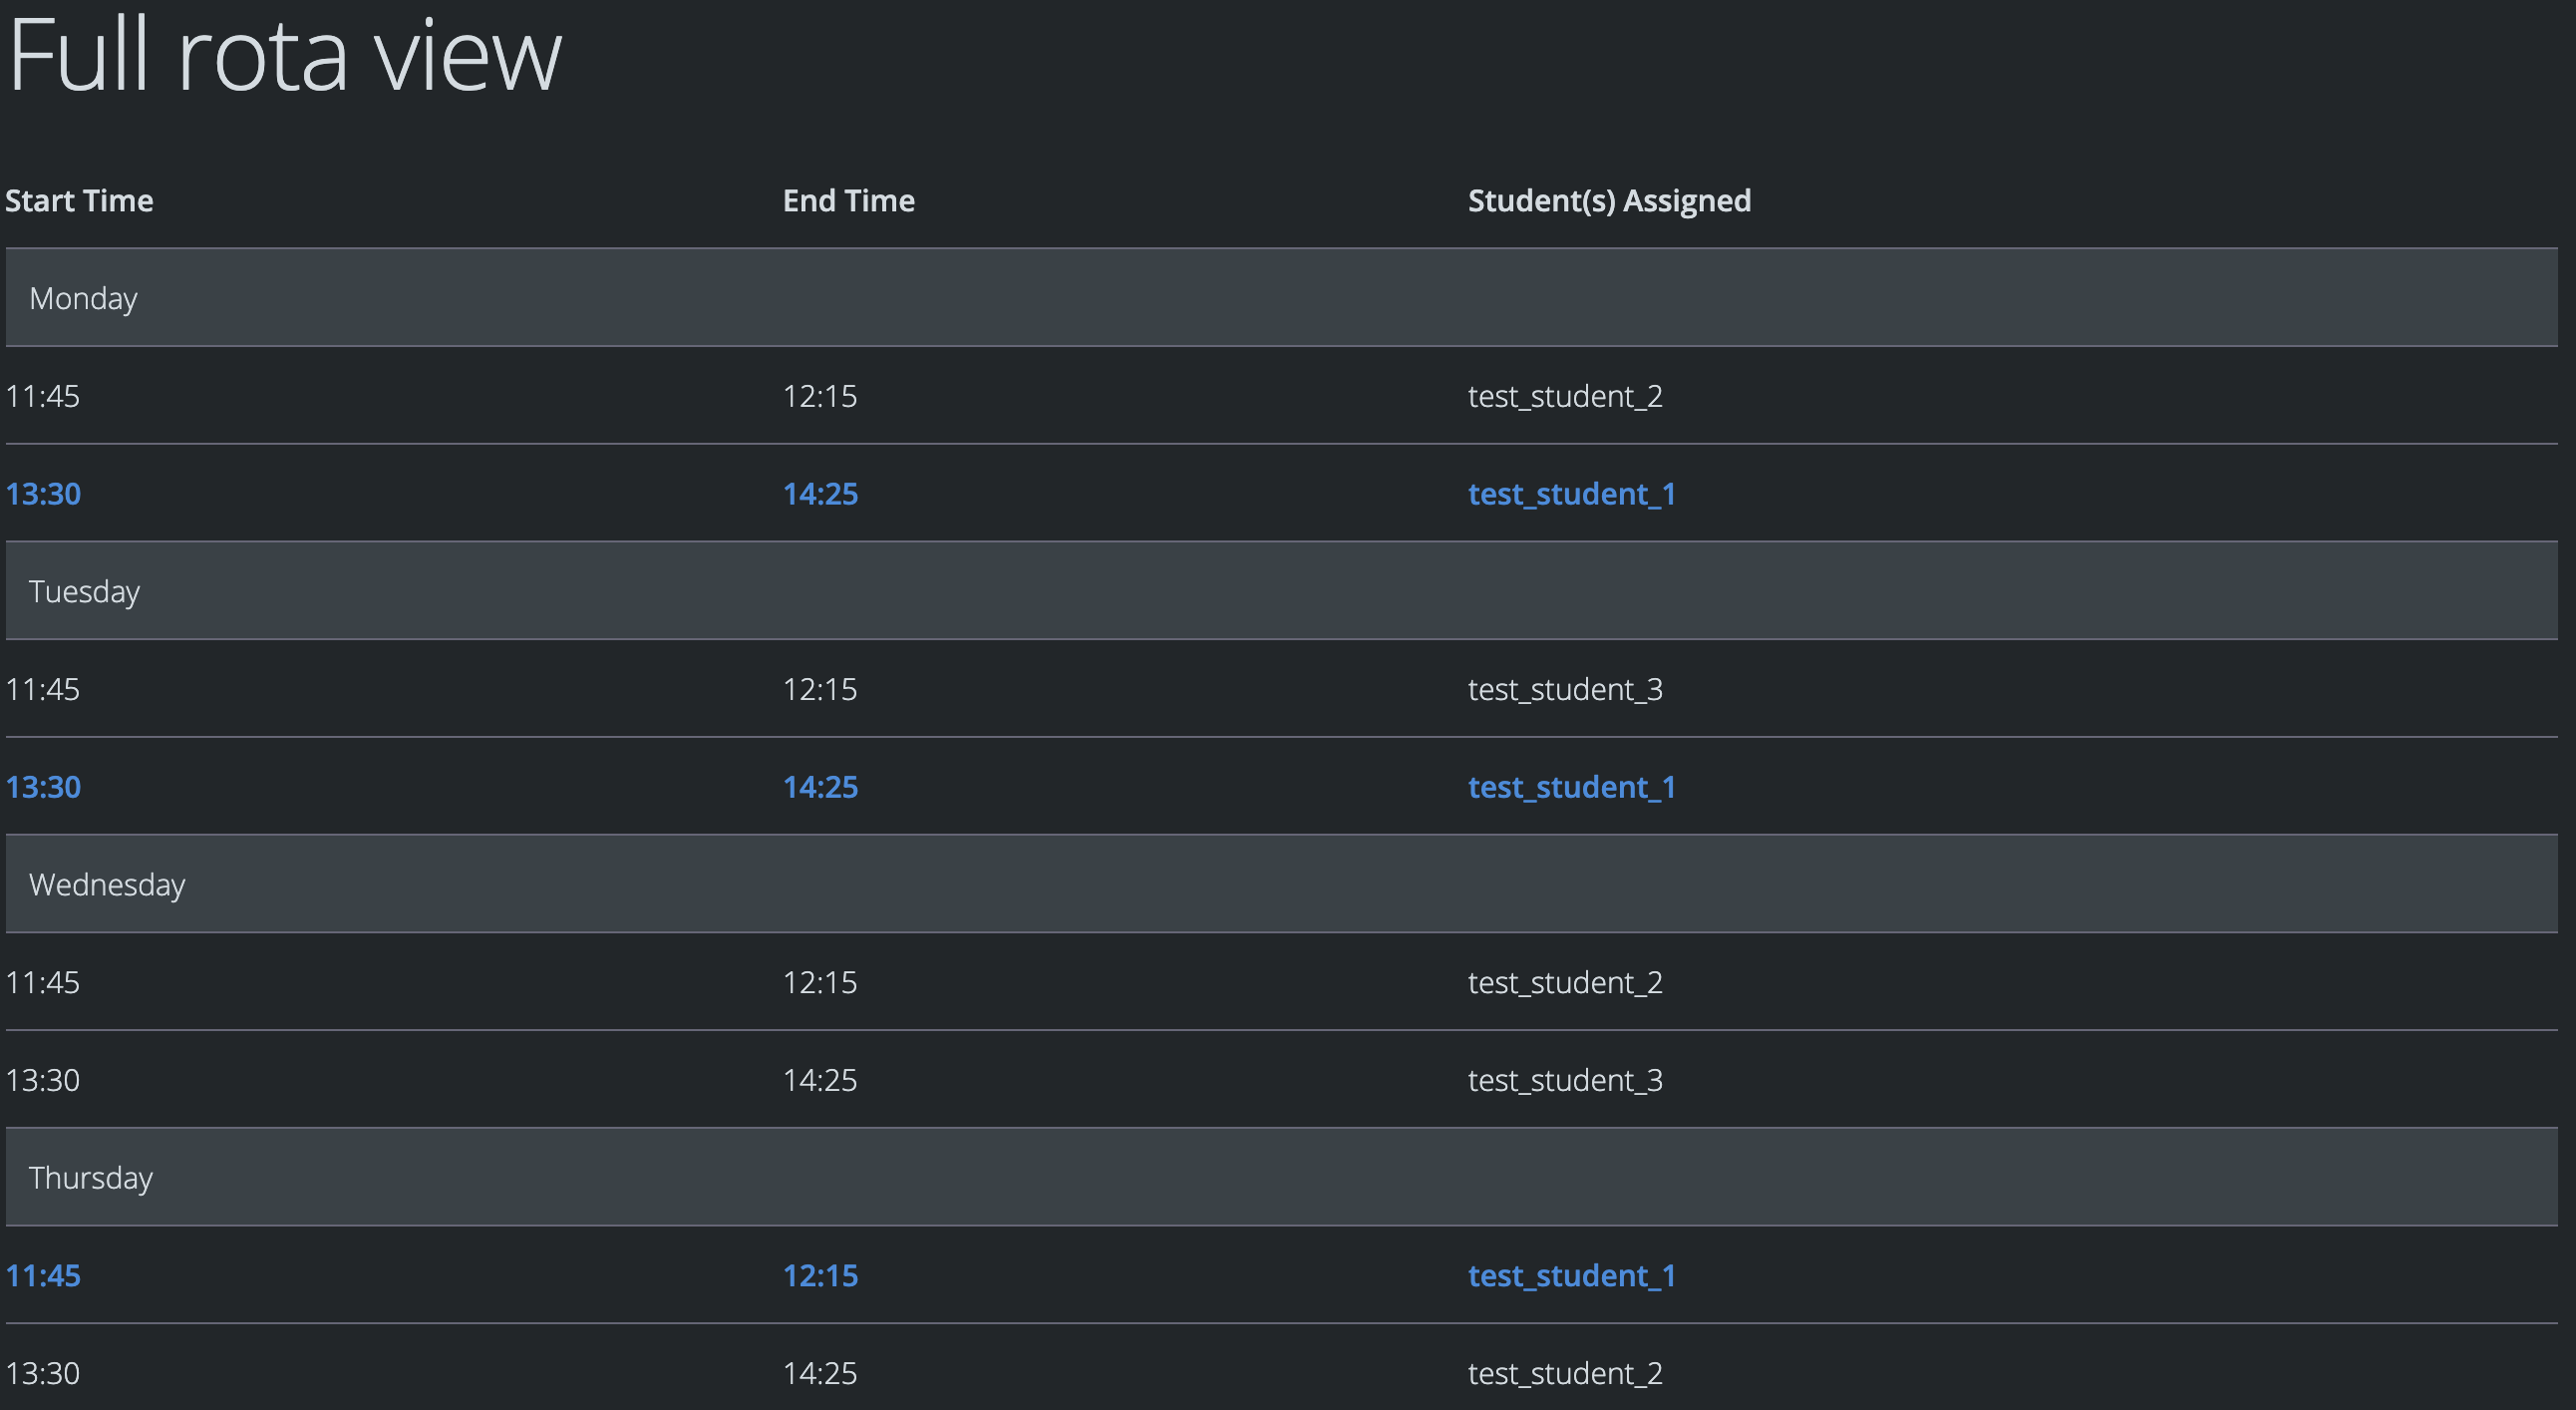 Full rota view
Start Time End Time Student(s) Assigned
Monday
11:45 12:15 test_student_2
13:30 14:25 test_student_1
Tuesday
11:45 12:15 test_student_3
13:30 14:25 test_student_1
Wednesday
11:45 12:15 test_student_2
13:30 14:25 test_student_3
Thursday
11:45 12:15 test_student_1
13:30 14:25 test_student_2